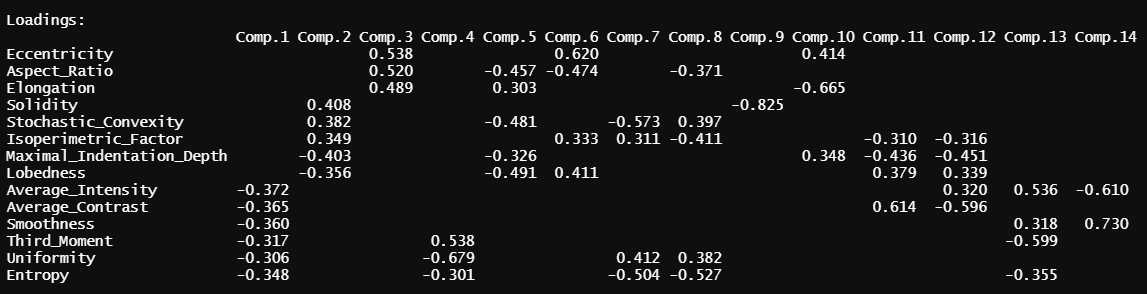 Loadings:
                       Comp.1 Comp.2 Comp.3 Comp.4 Comp.5 Comp.6 Comp.7 Comp.8 Comp.9 Comp.10 Comp.11 Comp.12 Comp.13 Comp.14
Eccentricity                          0.538                0.620                       0.414
Aspect_Ratio                          0.520        -0.457 -0.474        -0.371
Elongation                            0.489         0.303                             -0.665
Solidity                       0.408                                           -0.825
Stochastic_Convexity           0.382               -0.481        -0.573  0.397
Isoperimetric_Factor           0.349                       0.333  0.311 -0.411                -0.310  -0.316
Maximal_Indentation_Depth        -0.403               -0.326                               0.348  -0.436  -0.451
Lobedness                     -0.356               -0.491  0.411                               0.379   0.339
Average_Intensity      -0.372                                                                          0.320   0.536  -0.610
Average_Contrast       -0.365                                                                  0.614  -0.596
Smoothness             -0.360                                                                                  0.318   0.730
Third_Moment           -0.317                0.538                                                            -0.599
Uniformity             -0.306               -0.679                0.412  0.382
Entropy                -0.348               -0.301               -0.504 -0.527                                -0.355